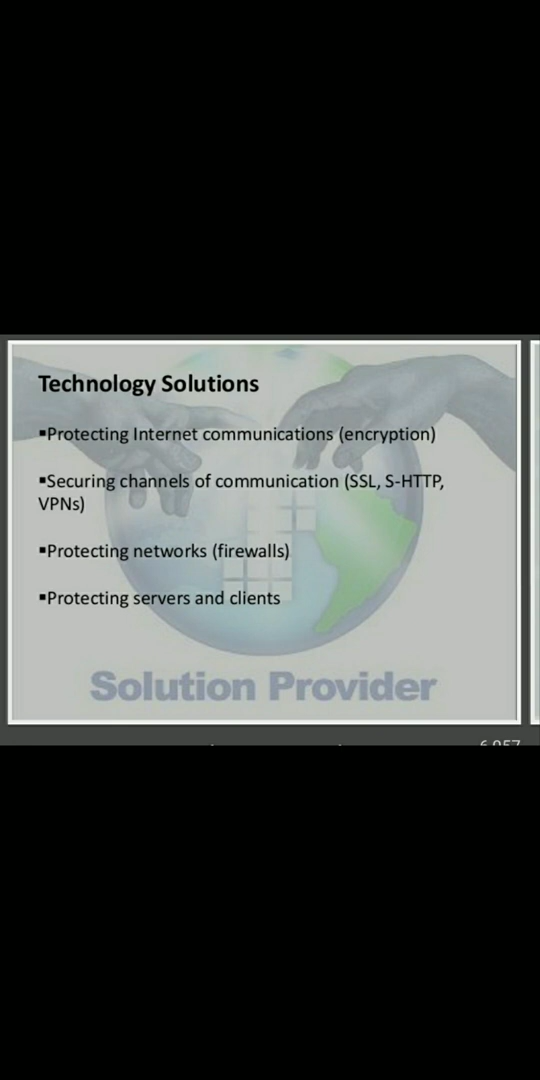 Technology Solutions
▪Protecting Internet communications (encryption)
▪Securing channels of communication (SSL, S-HTTP,
VPNs)
▪Protecting networks (firewalls)
▪Protecting servers and clients
Solution Provider